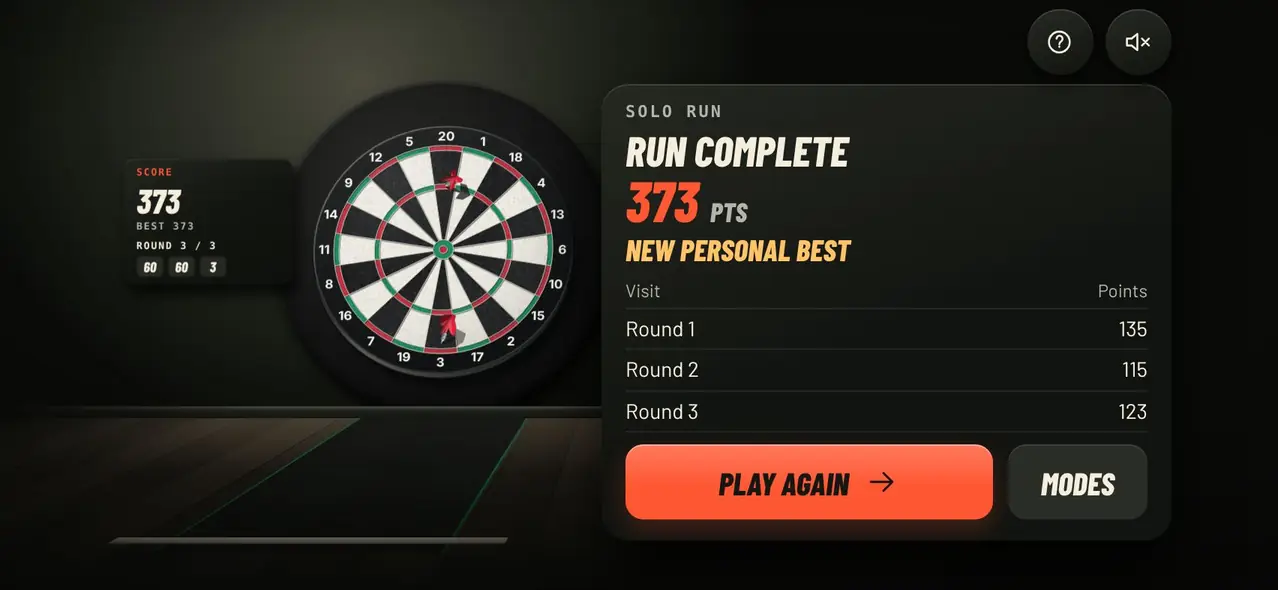 SCORE
373
BEST 373
ROUND 3 / 3
60 60 3
20
1
18
4
13
6
10
15
2
17
3
19
7
16
8
11
14
9
12
5
SOLO RUN
RUN COMPLETE
373 PTS
NEW PERSONAL BEST
Visit Points
Round 1 135
Round 2 115
Round 3 123
PLAY AGAIN →
MODES